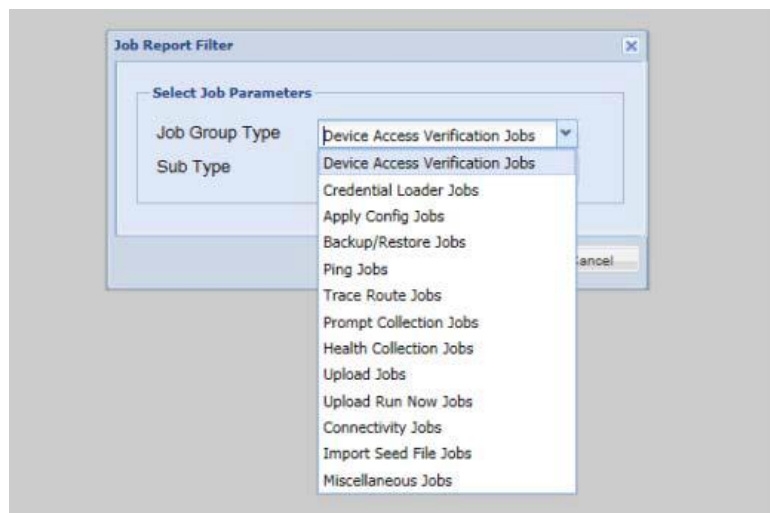 Job Report Filter
Select Job Parameters
Job Group Type
Device Access Verification Jobs
Sub Type
Device Access Verification Jobs
Credential Loader Jobs
Apply Config Jobs
Backup/Restore Jobs
Ping Jobs
Trace Route Jobs
Prompt Collection Jobs
Health Collection Jobs
Upload Jobs
Upload Run Now Jobs
Connectivity Jobs
Import Seed File Jobs
Miscellaneous Jobs
ancel